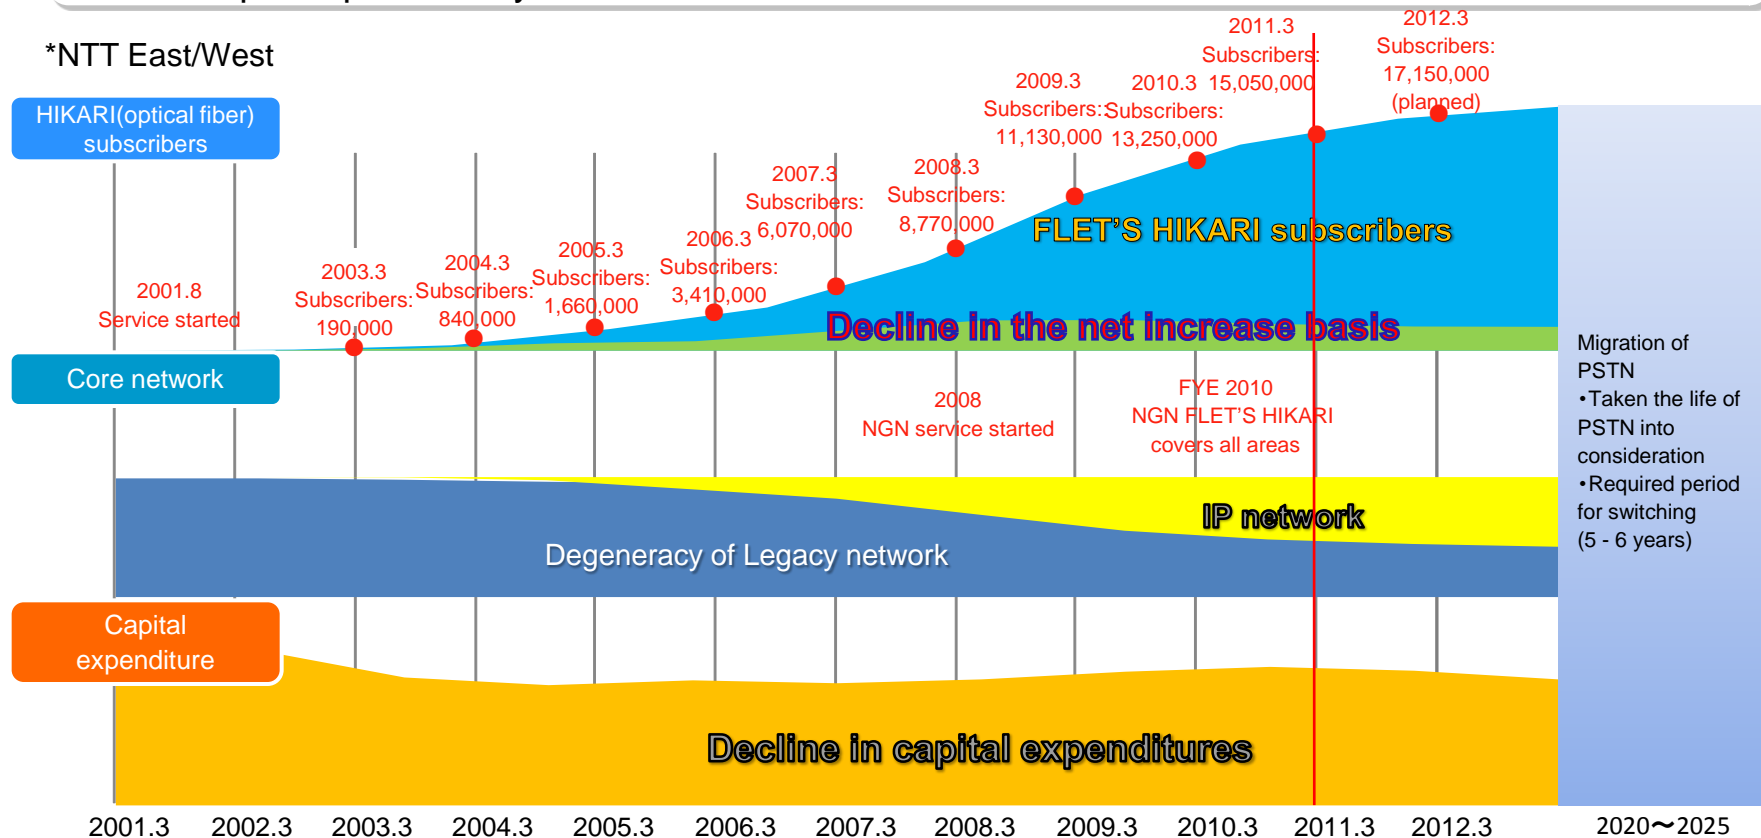 *NTT East/West
HIKARI(optical fiber)
subscribers
2001.8
Service started
2003.3
Subscribers:
190,000
2004.3
Subscribers:
840,000
2005.3
Subscribers:
1,660,000
2006.3
Subscribers:
3,410,000
2007.3
Subscribers:
6,070,000
2008.3
Subscribers:
8,770,000
2009.3
Subscribers:
11,130,000
2010.3
Subscribers:
13,250,000
2011.3
Subscribers:
15,050,000
2012.3
Subscribers:
17,150,000
(planned)
FLET'S HIKARI subscribers
Decline in the net increase basis
Core network
2008
NGN service started
FYE 2010
NGN FLET'S HIKARI
covers all areas
IP network
Degeneracy of Legacy network
Capital
expenditure
Decline in capital expenditures
Migration of
PSTN
・Taken the life of
PSTN into
consideration
・Required period
for switching
(5 - 6 years)
2001.3 2002.3 2003.3 2004.3 2005.3 2006.3 2007.3 2008.3 2009.3 2010.3 2011.3 2012.3 2020～2025